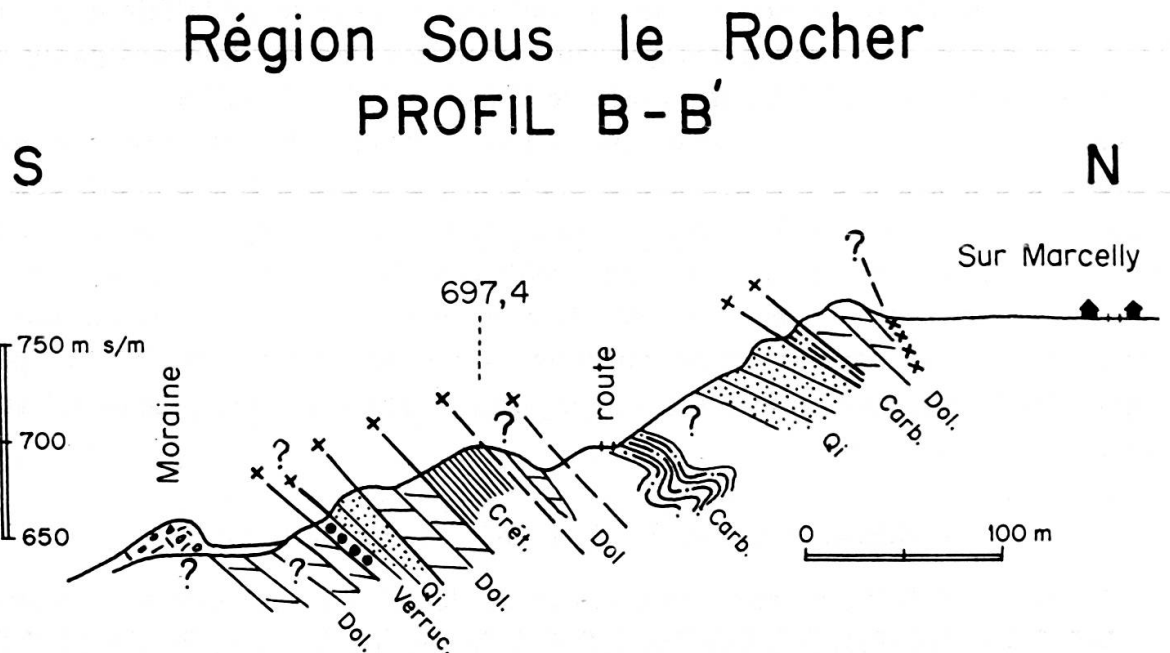 Région Sous le Rocher
PROFIL B-B'
S
N
?
Sur Marcelly
697,4
750 m s/m
Moraine
route
700
?
?
?
650
?
?
Dol.
Verruc.
Qi
Dol.
Crét.
Dol
Carb.
Qi
Carb.
Dol.
0
100 m